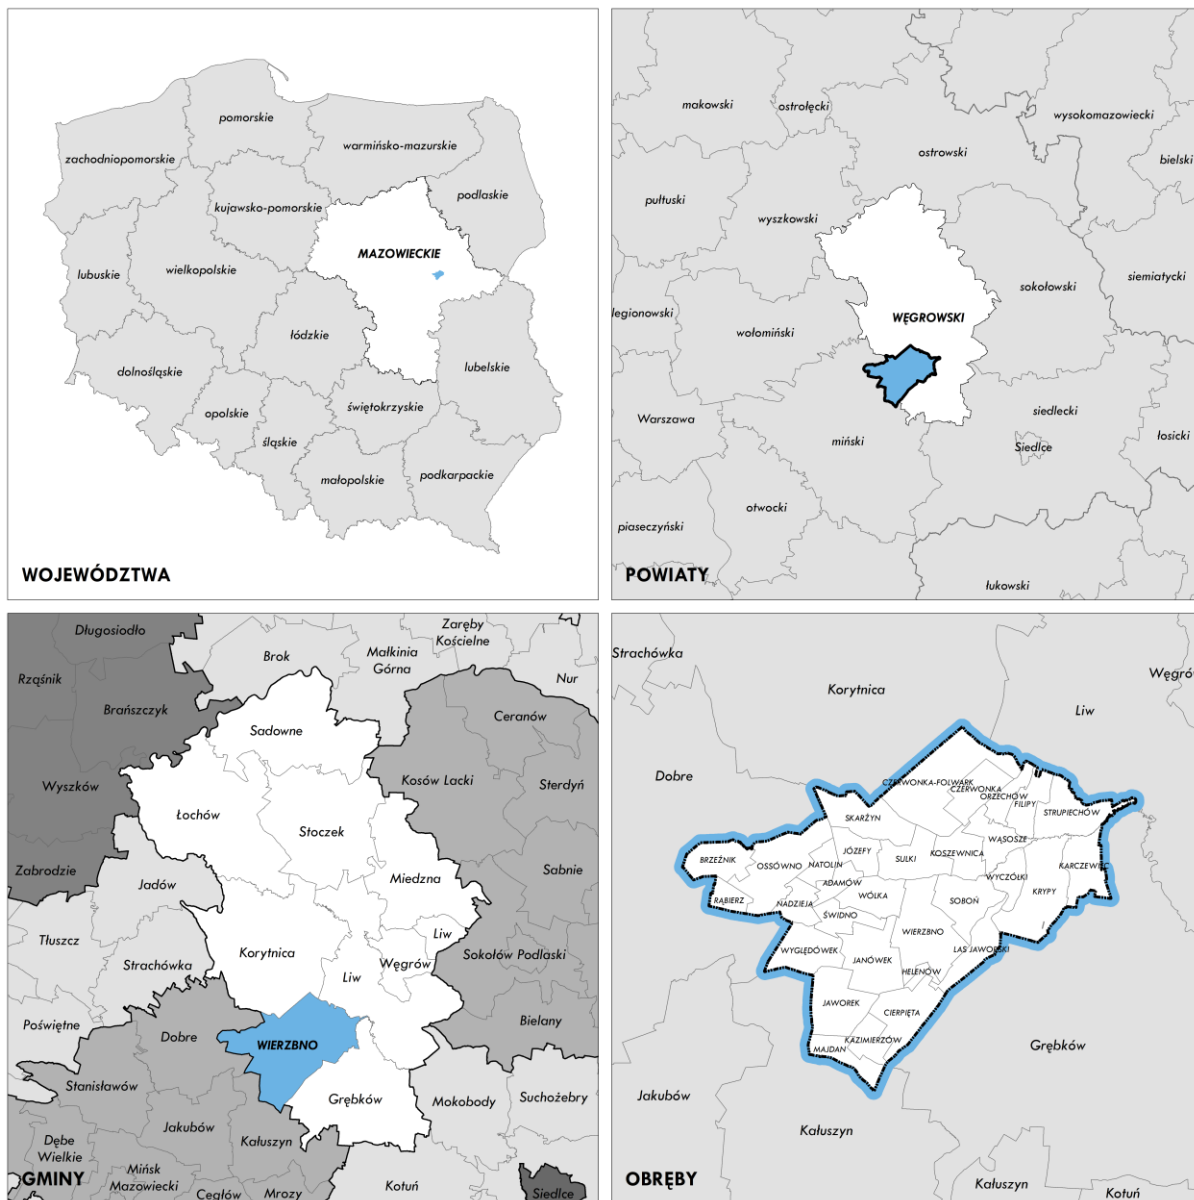 pomorskie
zachodniopomorskie
warmińsko-mazurskie
podlaskie
kujawsko-pomorskie
MAZOWIECKIE
lubuskie
wielkopolskie
łódzkie
dolnośląskie
lubelskie
opolskie
świętokrzyskie
śląskie
małopolskie
podkarpackie
WOJEWÓDZTWA
makowski
ostrołęcki
wysokomazowiecki
ostrowski
bielski
pułtuski
wyszkowski
siemiatycki
sokołowski
legionowski
WĘGROWSKI
wołomiński
Warszawa
siedlecki
miński
Siedlce
łosicki
otwocki
piaseczyński
POWIATY
łukowski
Długosiodło
Zaręby
Kościelne
Brok
Małkinia
Górna
Rząśnik
Nur
Brańszczyk
Ceranów
Sadowne
Kosów Lacki
Wyszków
Sterdyń
Łochów
Stoczek
Zabrodzie
Jadów
Miedzna
Sabnie
Tłuszcz
Liw
Korytnica
Sokołów Podlaski
Strachówka
Liw
Węgrów
Poświętne
Bielany
Dobre
WIERZBNO
Stanisławów
Grębków
Mokobody
Suchożebry
Jakubów
Dębe
Wielkie
Kałuszyn
Mińsk
Mazowiecki
GMINY
Cegłów
Mrozy
Kotuń
Siedlce
Strachówka
Węgrów
Korytnica
Liw
Dobre
CZERWONKA-FOLWARK
CZERWONKA
ORZECHÓW
FILIPY
STRUPIECHÓW
SKARŻYN
WĄSOSZE
JÓZEFY
SULKI
KOSZEWNICA
BRZEŹNIK
OSSÓWNO
NATOLIN
KARCZEWIEC
WYCZÓŁKI
ADAMÓW
KRYPY
RĄBIERZ
WÓLKA
NADZIEJA
SOBOŃ
ŚWIDNO
WIERZBNO
WYGLĘDÓWEK
LAS JAWORSKI
JANÓWEK
HELENÓW
JAWOREK
CIERPIĘTA
KAZIMIERZÓW
MAJDAN
Grębków
Jakubów
Kałuszyn
OBRĘBY
Kałuszyn
Kotuń